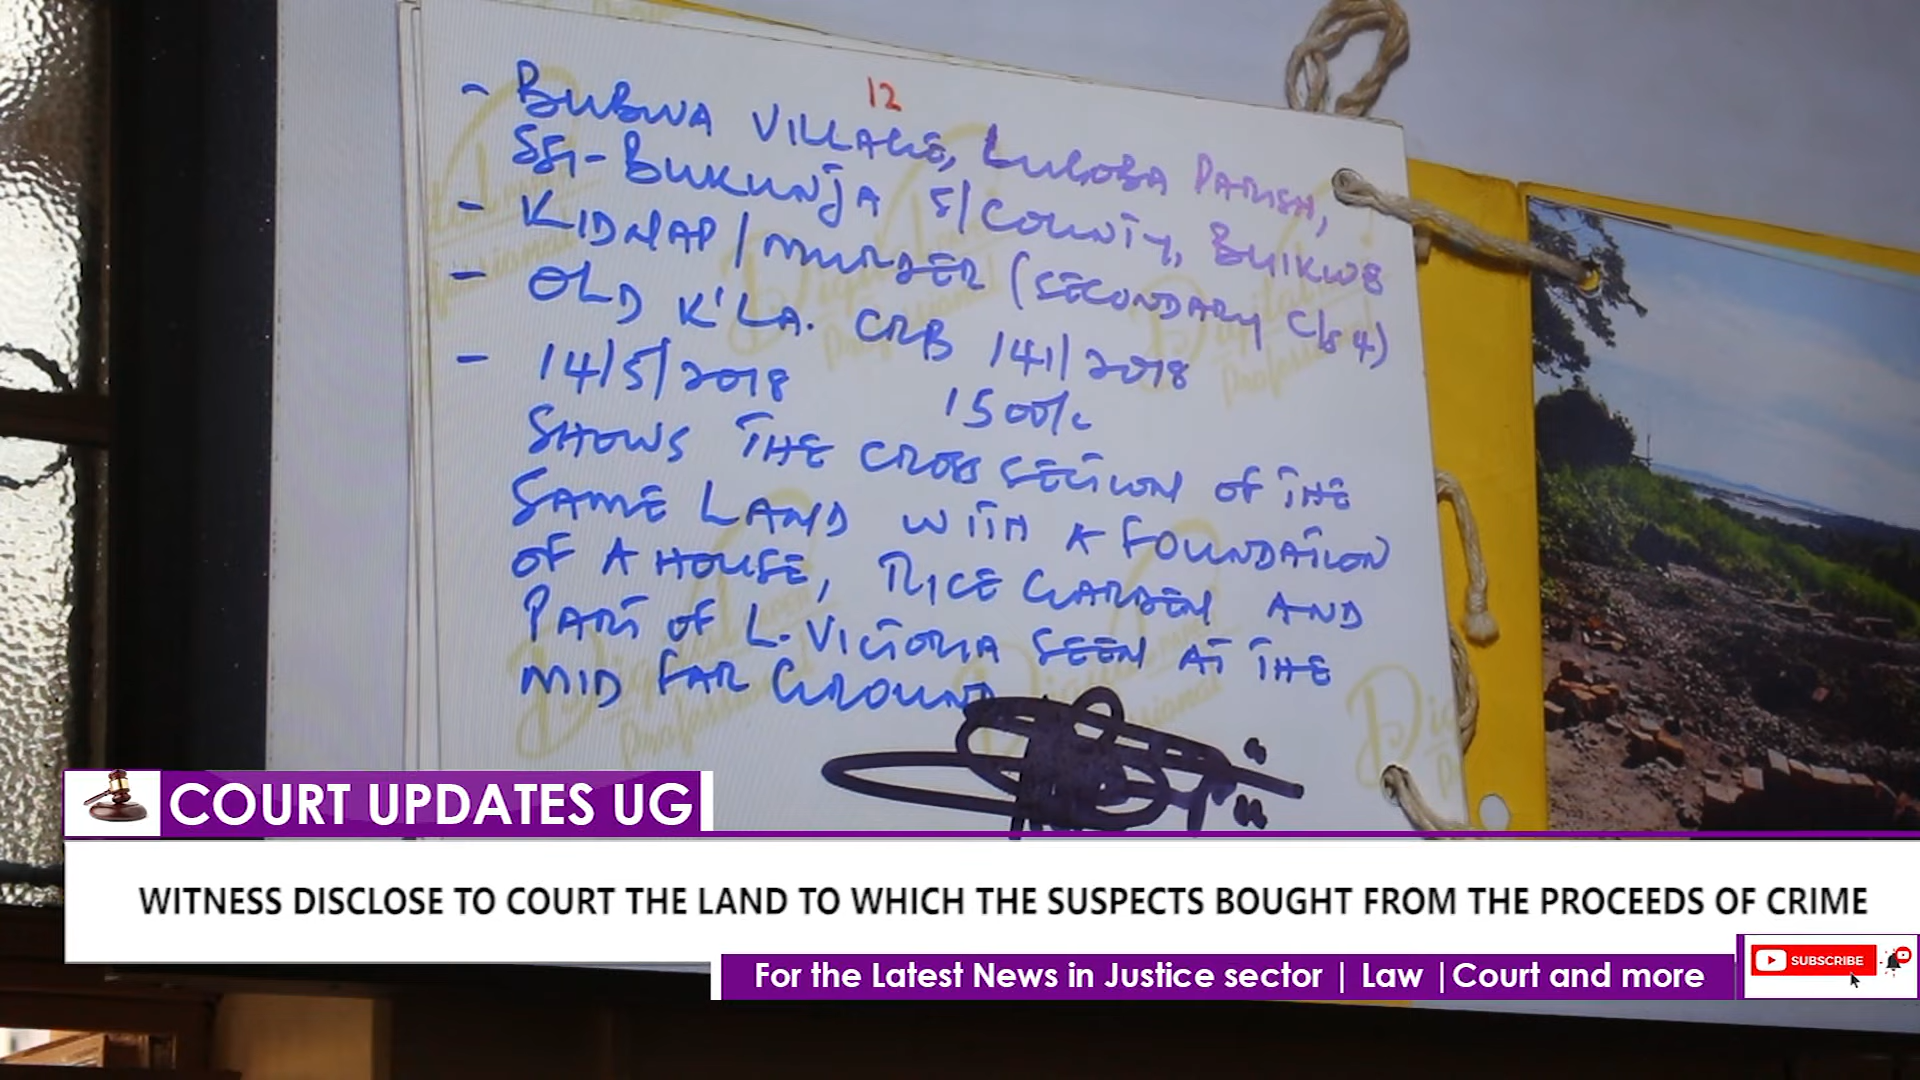 12
- BUBWA VILLAGE, LUGOBA PARISH,
SSI-BUKUNJA S/COUNTY, BUIKWE
- KIDNAP/MURDER (SECONDARY C/S 4)
- OLD K'LA. CRB 141/2018
- 14/5/2018 1500/C
SHOWS THE CROSS SECTION OF THE
SAME LAND WITH A FOUNDATION
OF A HOUSE, RICE GARDEN AND
PART OF L. VICTORIA SEEN AT THE
MID FAR GROUND
COURT UPDATES UG
WITNESS DISCLOSE TO COURT THE LAND TO WHICH THE SUSPECTS BOUGHT FROM THE PROCEEDS OF CRIME
For the Latest News in Justice sector | Law |Court and more
SUBSCRIBE